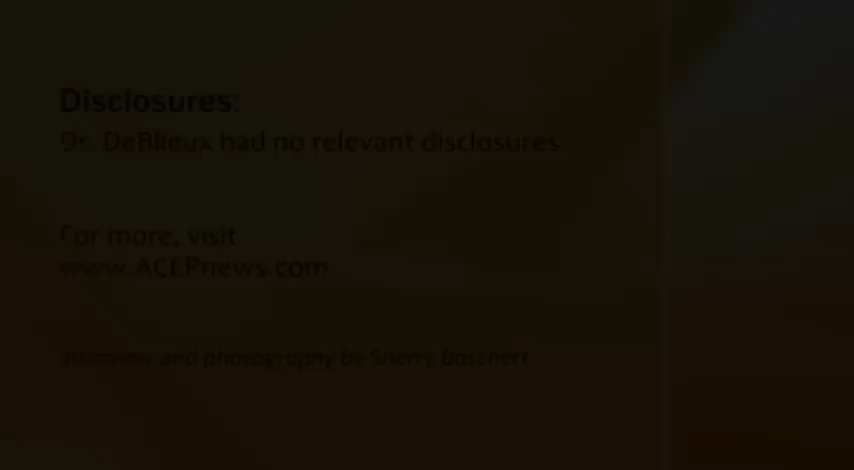 Disclosures:
Dr. DeBlieux had no relevant disclosures.
For more, visit
www.ACEPnews.com
Interview and photography by Sherry Boschert